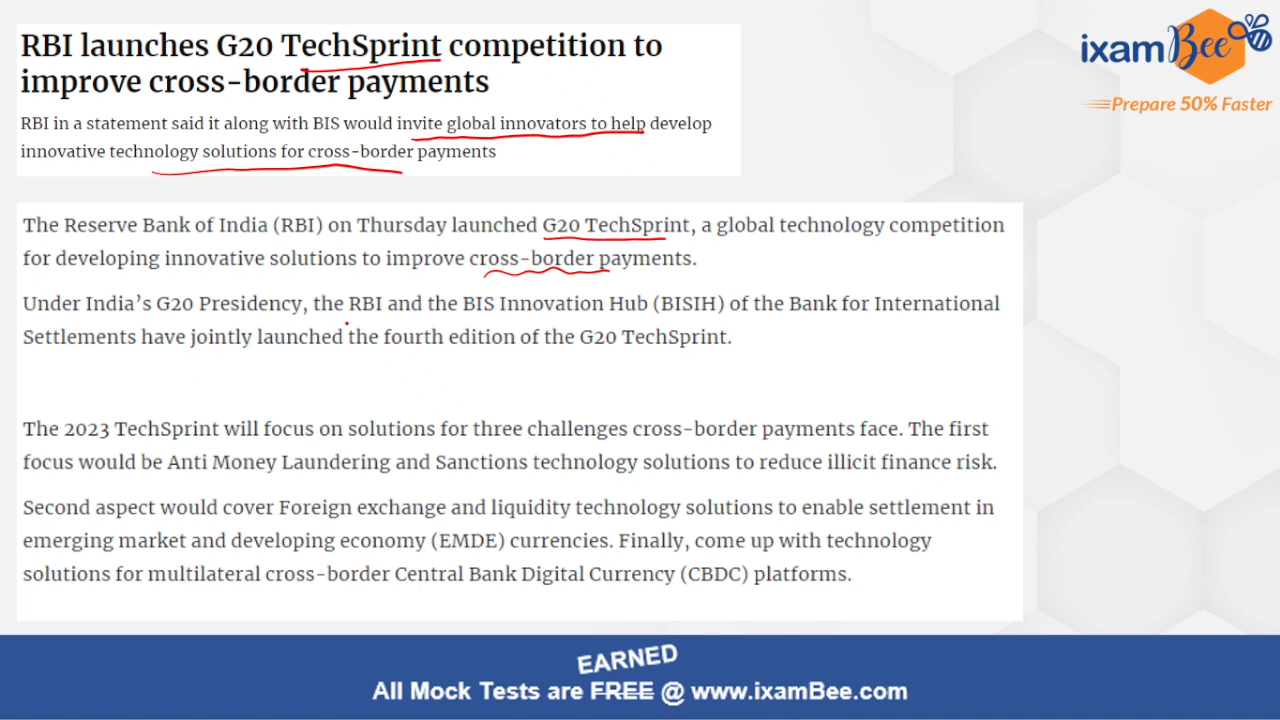 RBI launches G20 TechSprint competition to
improve cross-border payments
RBI in a statement said it along with BIS would invite global innovators to help develop
innovative technology solutions for cross-border payments
ixamBee
Prepare 50% Faster
The Reserve Bank of India (RBI) on Thursday launched G20 TechSprint, a global technology competition
for developing innovative solutions to improve cross-border payments.
Under India’s G20 Presidency, the RBI and the BIS Innovation Hub (BISIH) of the Bank for International
Settlements have jointly launched the fourth edition of the G20 TechSprint.
The 2023 TechSprint will focus on solutions for three challenges cross-border payments face. The first
focus would be Anti Money Laundering and Sanctions technology solutions to reduce illicit finance risk.
Second aspect would cover Foreign exchange and liquidity technology solutions to enable settlement in
emerging market and developing economy (EMDE) currencies. Finally, come up with technology
solutions for multilateral cross-border Central Bank Digital Currency (CBDC) platforms.
EARNED
All Mock Tests are FREE @ www.ixamBee.com